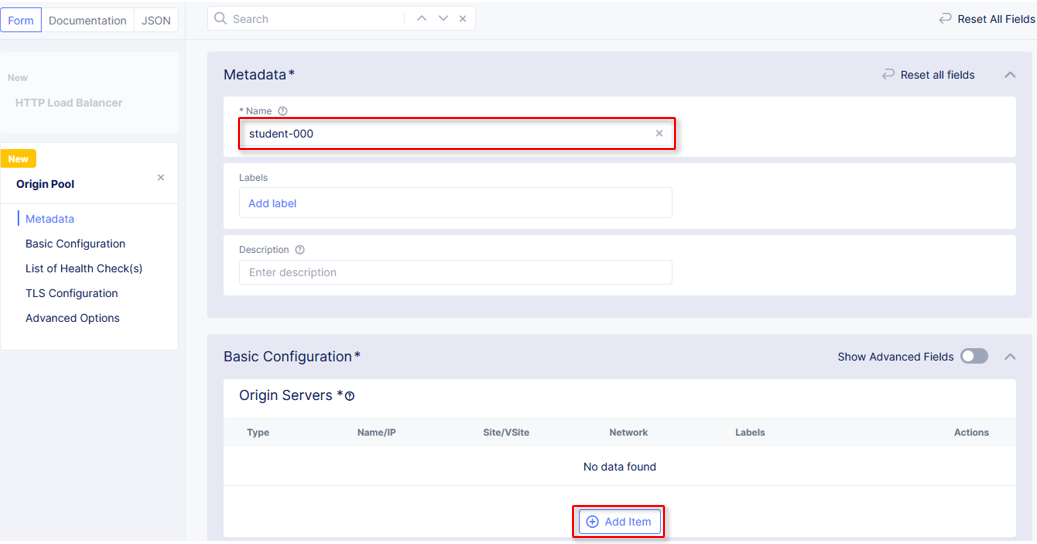 Form Documentation JSON
Search
Reset All Fields
New
HTTP Load Balancer
New
Origin Pool
Metadata
Basic Configuration
List of Health Check(s)
TLS Configuration
Advanced Options
Metadata*
Reset all fields
* Name
student-000
Labels
Add label
Description
Enter description
Basic Configuration*
Show Advanced Fields
Origin Servers *
Type Name/IP Site/VSite Network Labels Actions
No data found
Add Item